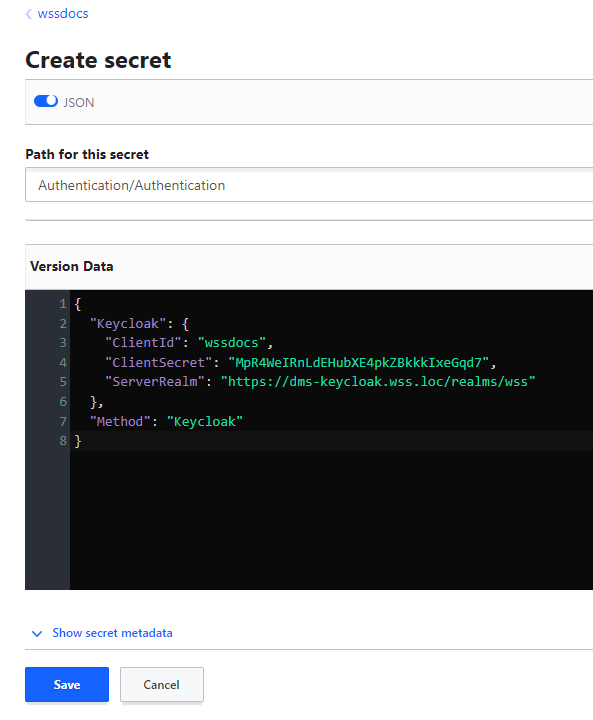 wssdocs
Create secret
JSON
Path for this secret
Authentication/Authentication
Version Data
1 {
2 "Keycloak": {
3 "ClientId": "wssdocs",
4 "ClientSecret": "MpR4WeIRnLdEHubXE4pkZBkkkIxeGqd7",
5 "ServerRealm": "https://dms-keycloak.wss.loc/realms/wss"
6 },
7 "Method": "Keycloak"
8 }
Show secret metadata
Save Cancel